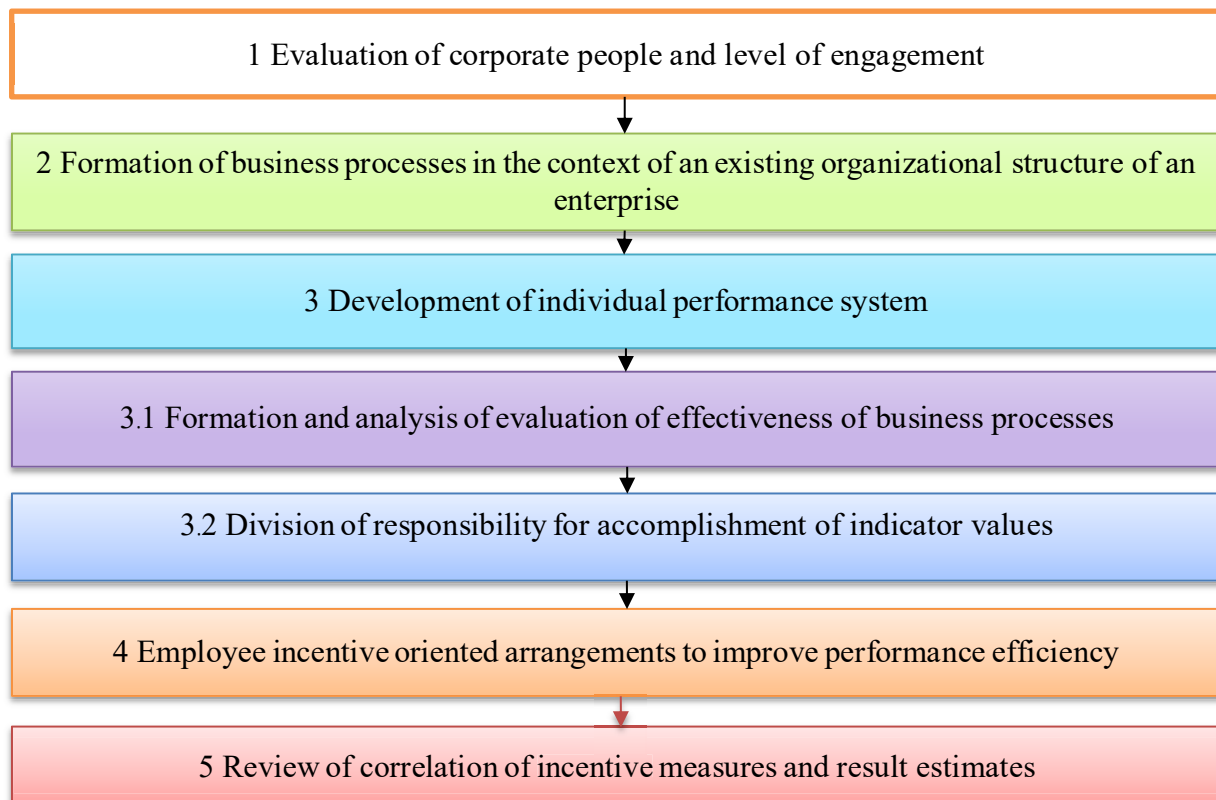 1 Evaluation of corporate people and level of engagement
2 Formation of business processes in the context of an existing organizational structure of an
enterprise
3 Development of individual performance system
3.1 Formation and analysis of evaluation of effectiveness of business processes
3.2 Division of responsibility for accomplishment of indicator values
4 Employee incentive oriented arrangements to improve performance efficiency
5 Review of correlation of incentive measures and result estimates